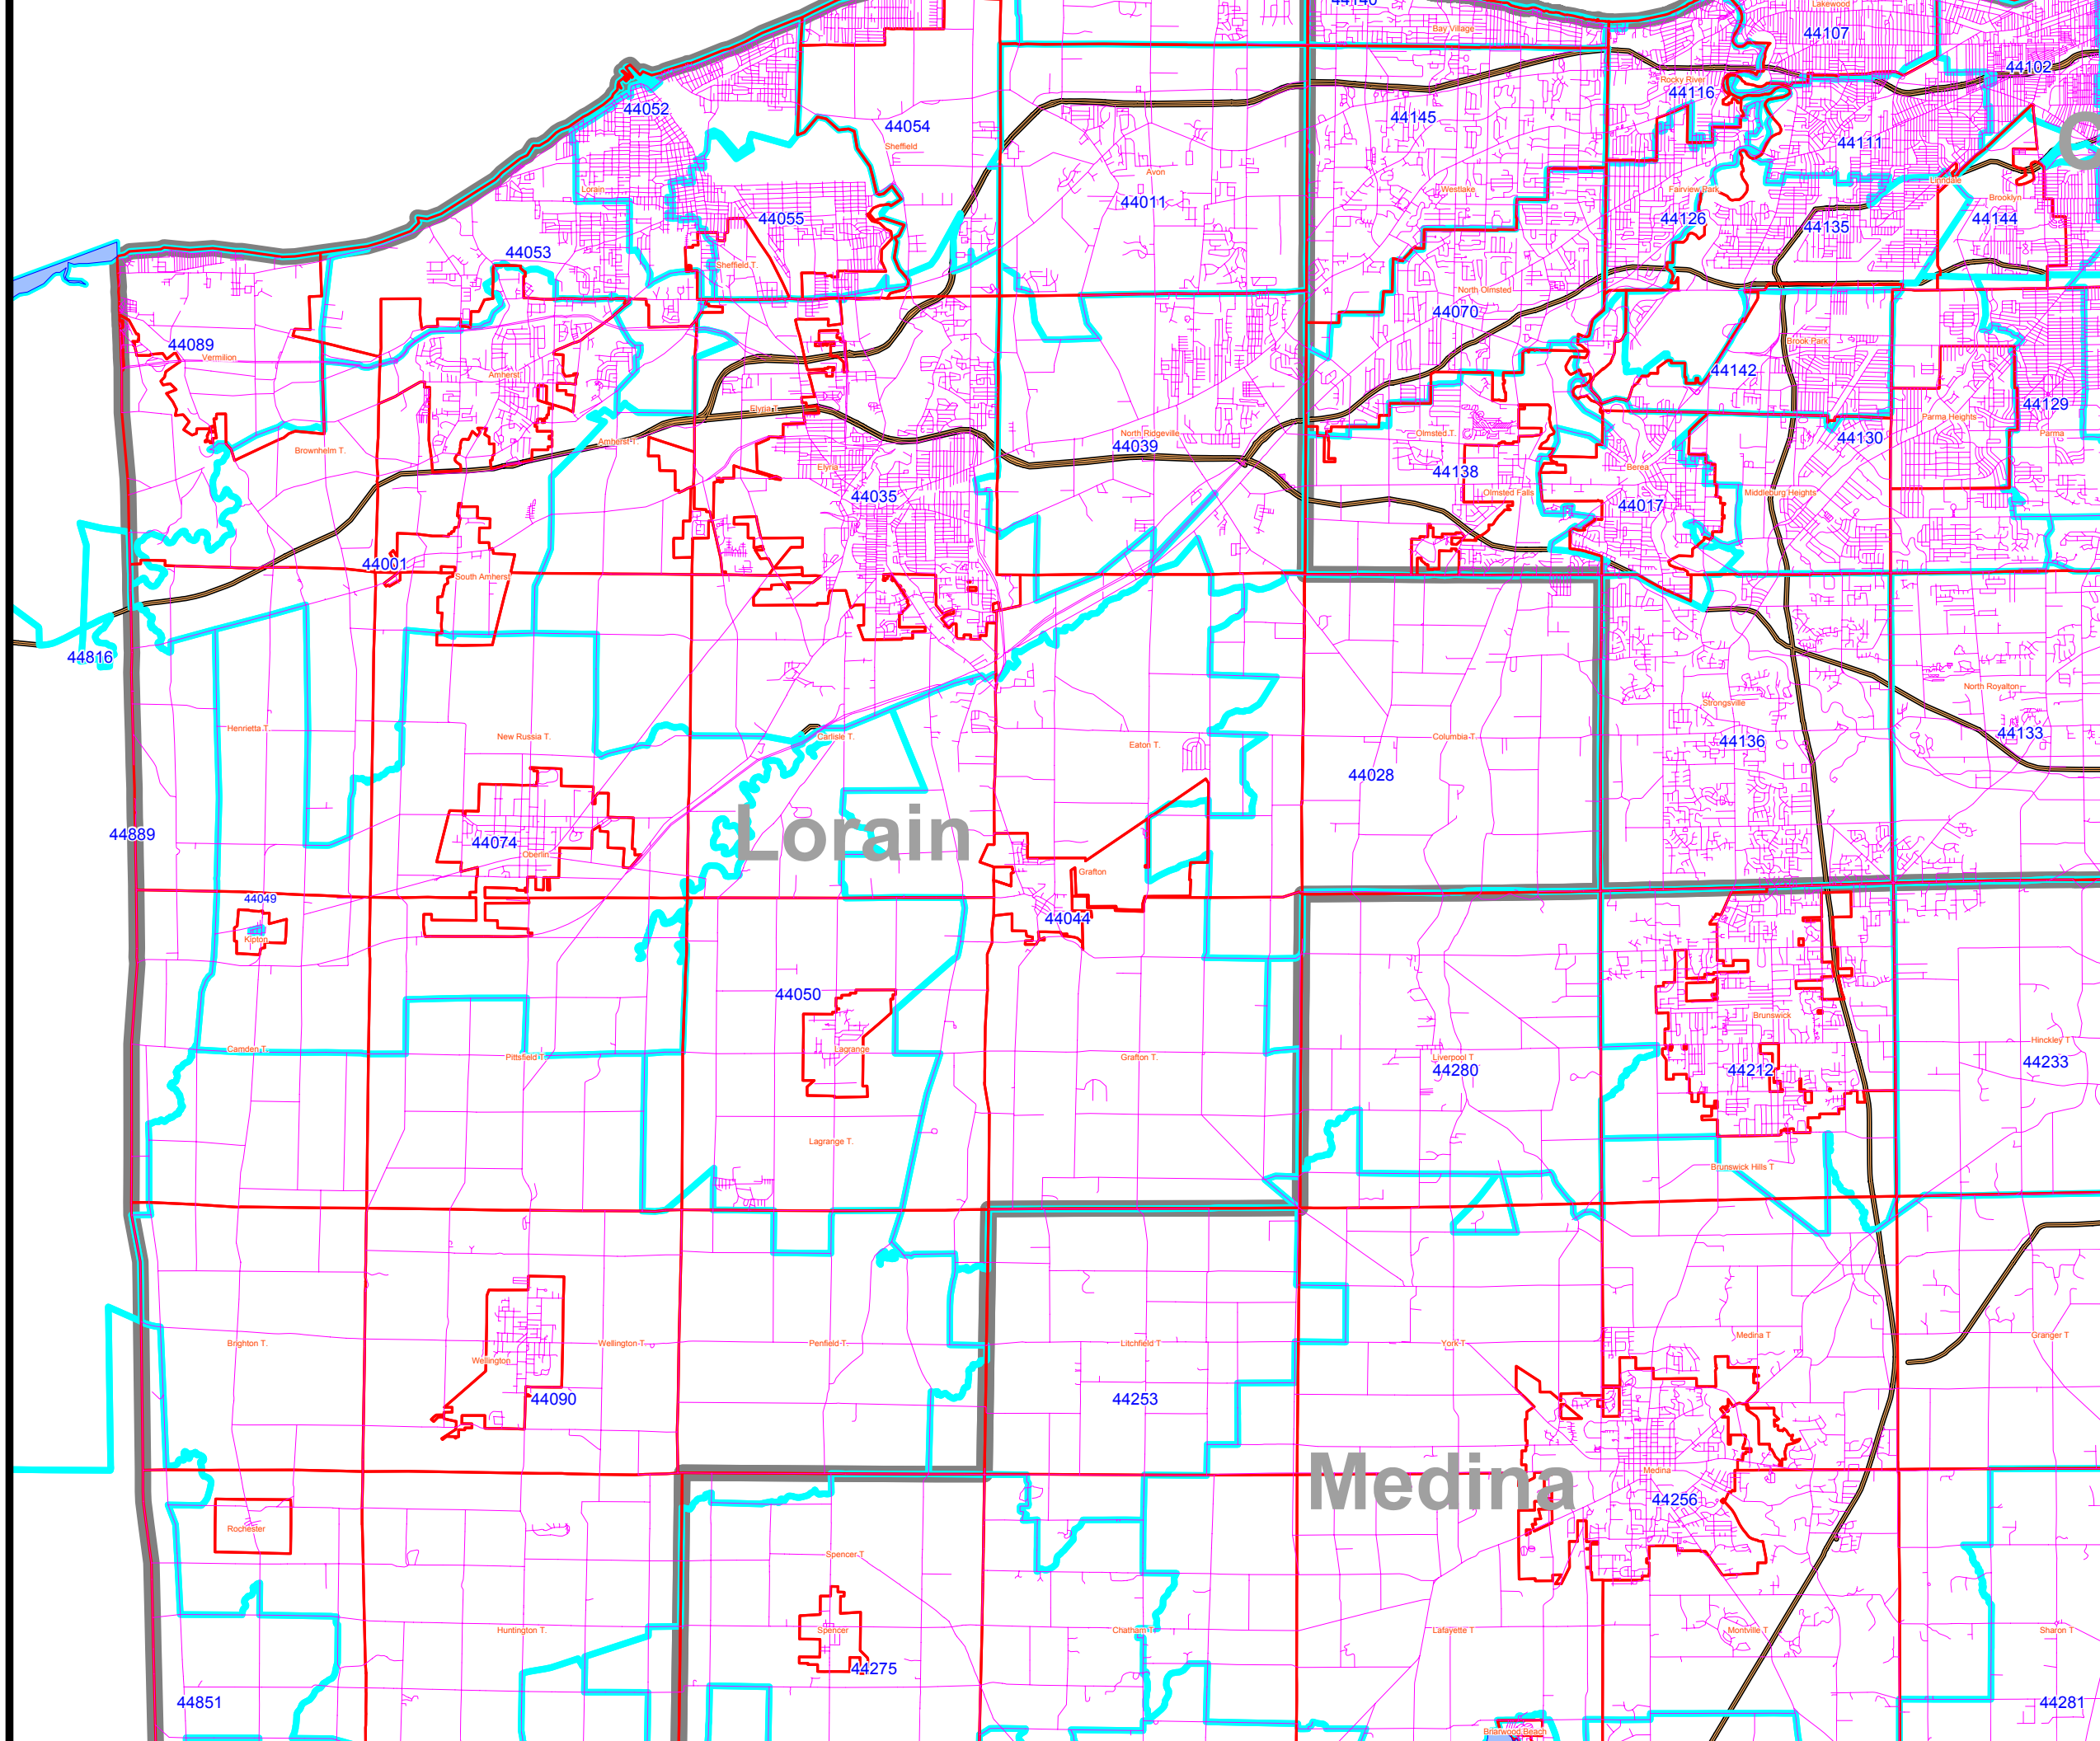 44140
Lakewood
Bay Village
44107
44102
Rocky River
44116
44052
44145
44054
Sheffield
44111
Avon
Linndale
Lorain
Westlake
Fairview Park
Brooklyn
44011
44055
44126
44144
44135
44053
Sheffield T.
North Olmsted
44070
44089
Vermilion
Brook Park
Amherst
44142
44129
Elyria T.
Parma Heights
Olmsted T.
North Ridgeville
Parma
Amherst T.
44039
44130
Brownhelm T.
Elyria
Berea
44138
44035
Olmsted Falls
Middleburg Heights
44017
44001
South Amherst
44816
North Royalton
Strongsville
Henrietta T.
New Russia T.
Carlisle T.
Eaton T.
Columbia T.
44133
44136
44028
44889
Lorain
44074
Oberlin
Grafton
44049
44044
Kipton
44050
Brunswick
Camden T.
Pittsfield T.
Lagrange
Grafton T.
Liverpool T
Hinckley T
44280
44212
44233
Lagrange T.
Brunswick Hills T
Medina T
Granger T
Brighton T.
Wellington T.
Penfield T.
Litchfield T
York T
Wellington
44090
44253
Medina
Medina
44256
Rochester
Spencer T
Huntington T.
Spencer
Chatham T
Lafayette T
Montville T
Sharon T
44275
44851
44281
Briarwood Beach